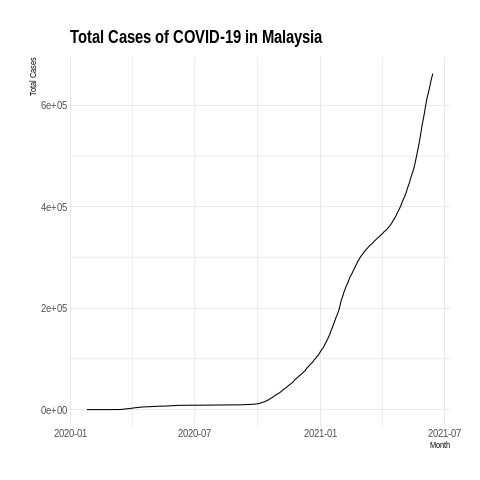 Total Cases of COVID-19 in Malaysia
Total Cases
6e+05
4e+05
2e+05
0e+00
2020-01 2020-07 2021-01 2021-07
Month